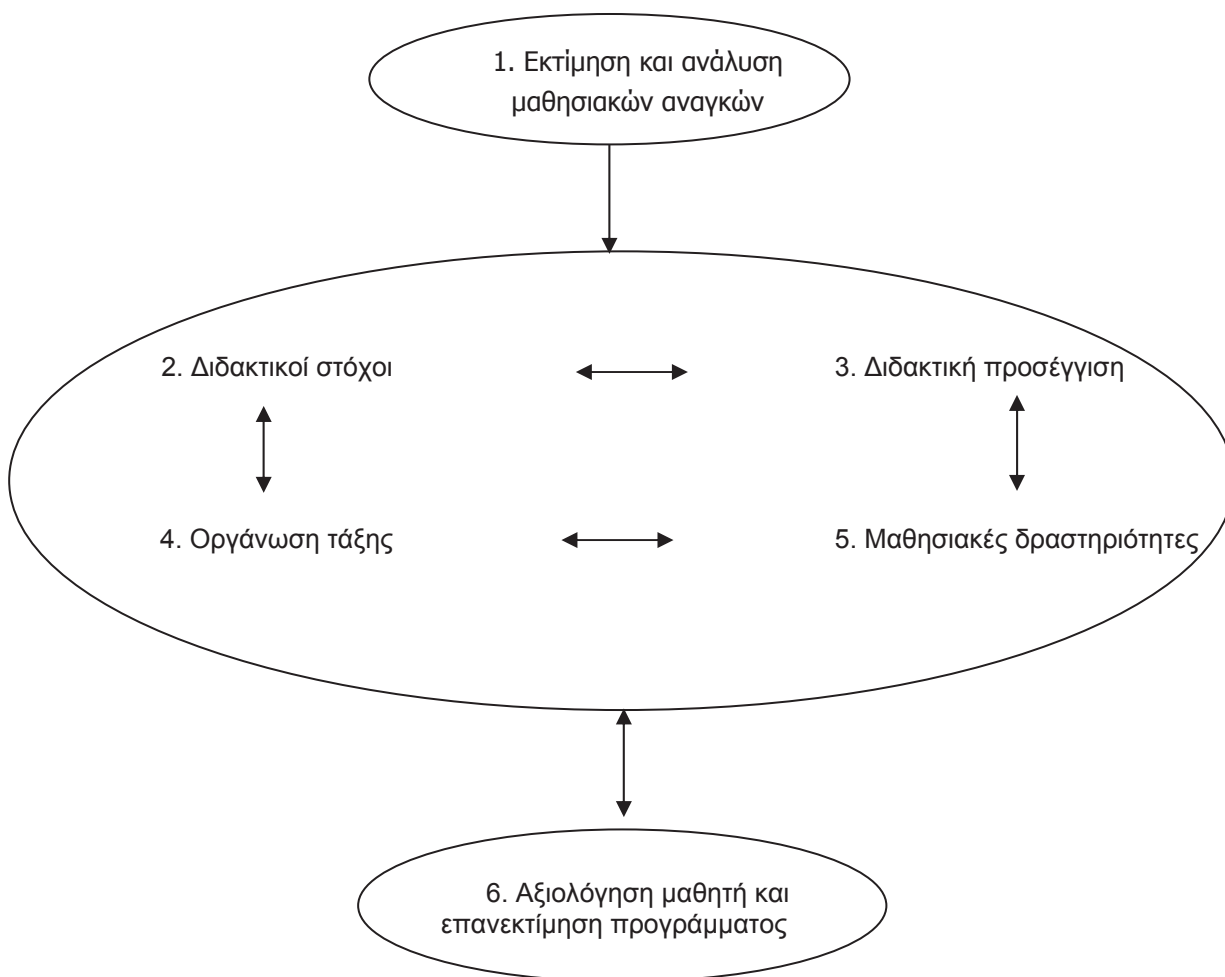 1. Εκτίμηση και ανάλυση
μαθησιακών αναγκών
2. Διδακτικοί στόχοι
3. Διδακτική προσέγγιση
4. Οργάνωση τάξης
5. Μαθησιακές δραστηριότητες
6. Αξιολόγηση μαθητή και
επανεκτίμηση προγράμματος